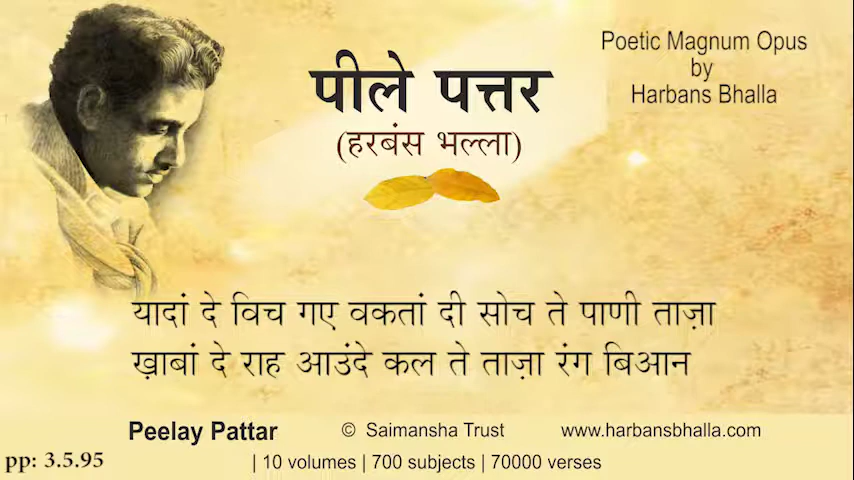 पीले पत्तर
(हरबंस भल्ला)
Poetic Magnum Opus
by
Harbans Bhalla
यादां दे विच गए वकतां दी सोच ते पाणी ताज़ा
ख़ाबां दे राह आउंदे कल ते ताज़ा रंग बिआन
Peelay Pattar © Saimansha Trust www.harbansbhalla.com
pp: 3.5.95 | 10 volumes | 700 subjects | 70000 verses